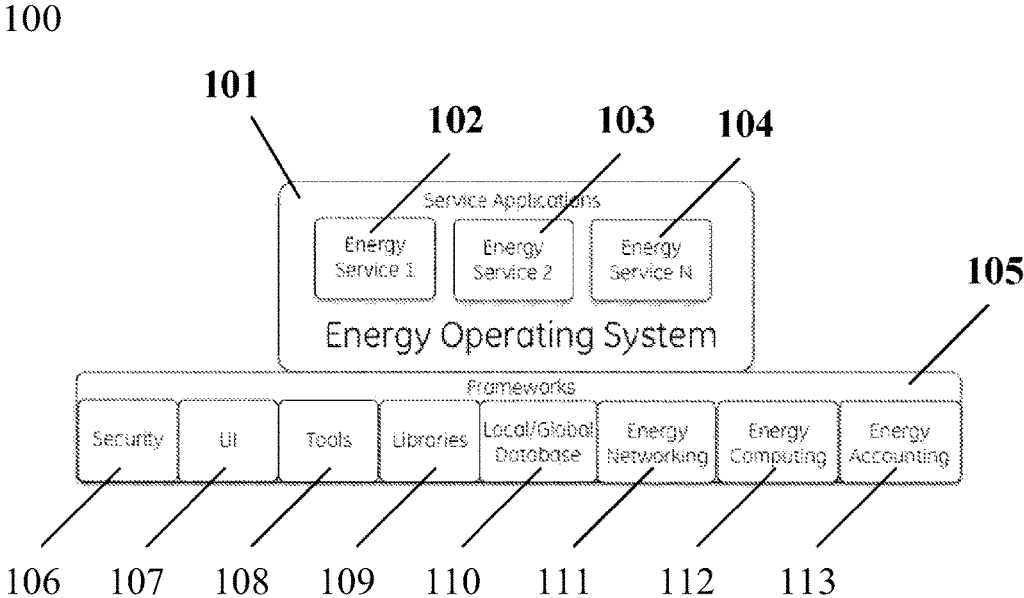 100
101
102
103
104
Service Applications
Energy
Service 1
Energy
Service 2
Energy
Service N
105
Energy Operating System
Frameworks
Security
UI
Tools
Libraries
Local/Global
Database
Energy
Networking
Energy
Computing
Energy
Accounting
106 107 108 109 110 111 112 113